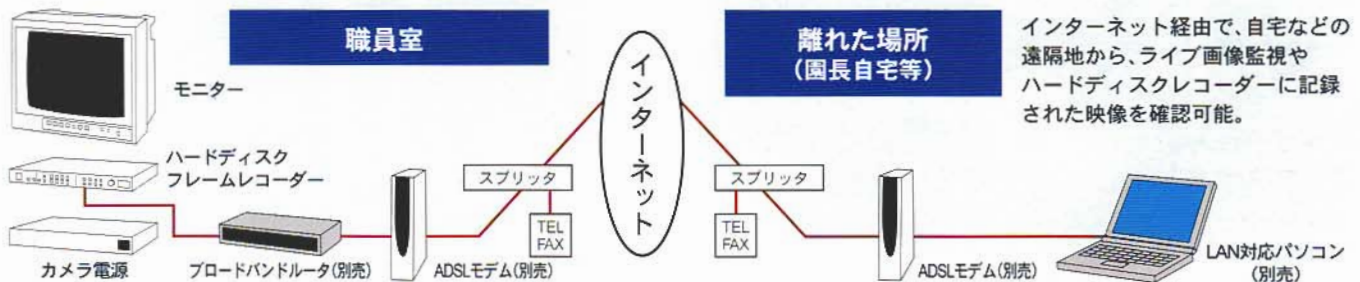 職員室
離れた場所
(園長自宅等)
インターネット経由で、自宅などの
遠隔地から、ライブ画像監視や
ハードディスクレコーダーに記録
された映像を確認可能。
モニター
ハードディスク
フレームレコーダー
カメラ電源
ブロードバンドルータ(別売)
ADSLモデム(別売)
スプリッタ
TEL
FAX
インターネット
スプリッタ
TEL
FAX
ADSLモデム(別売)
LAN対応パソコン
(別売)